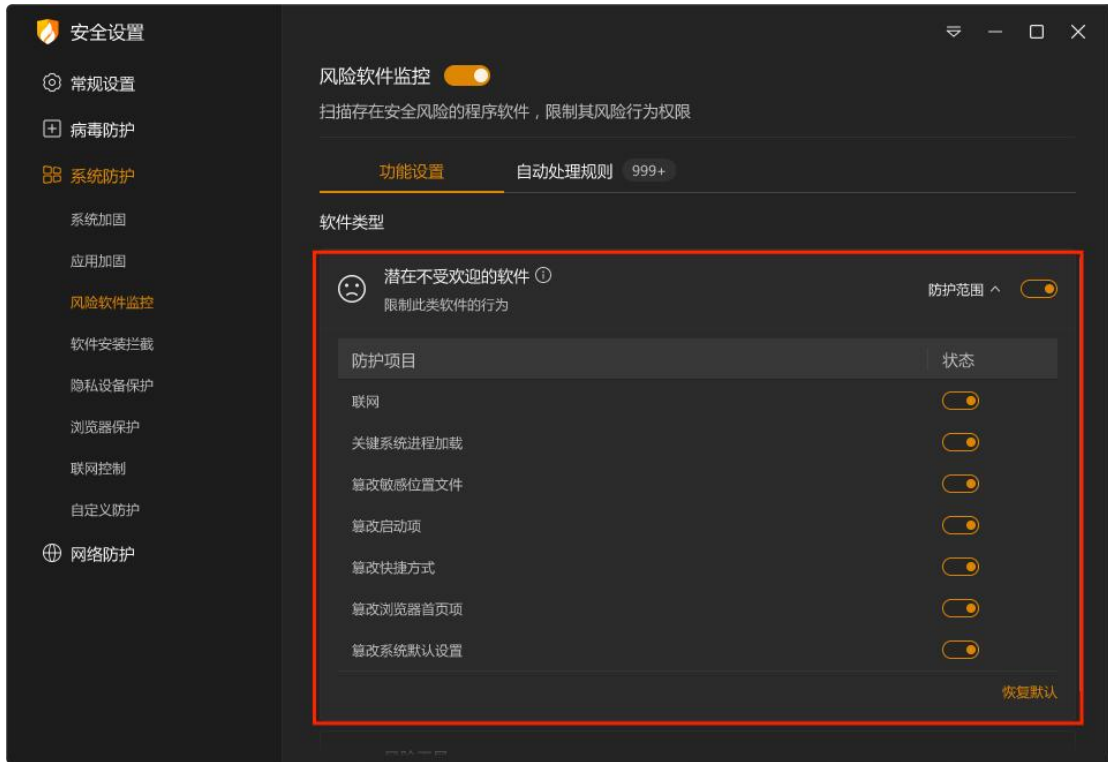 安全设置
常规设置
病毒防护
系统防护
系统加固
应用加固
风险软件监控
软件安装拦截
隐私设备保护
浏览器保护
联网控制
自定义防护
网络防护
风险软件监控
扫描存在安全风险的程序软件，限制其风险行为权限
功能设置 自动处理规则 999+
软件类型
潜在不受欢迎的软件
限制此类软件的行为
防护范围
防护项目 状态
联网
关键系统进程加载
篡改敏感位置文件
篡改启动项
篡改快捷方式
篡改浏览器首页项
篡改系统默认设置
恢复默认